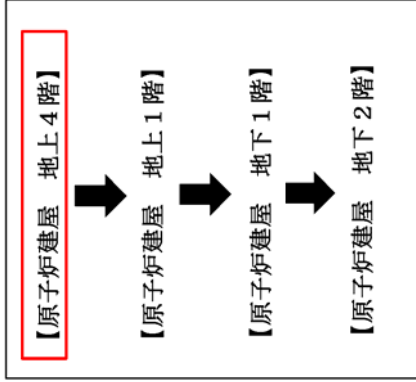 【原子炉建屋　地上4階】
【原子炉建屋　地上1階】
【原子炉建屋　地下1階】
【原子炉建屋　地下2階】